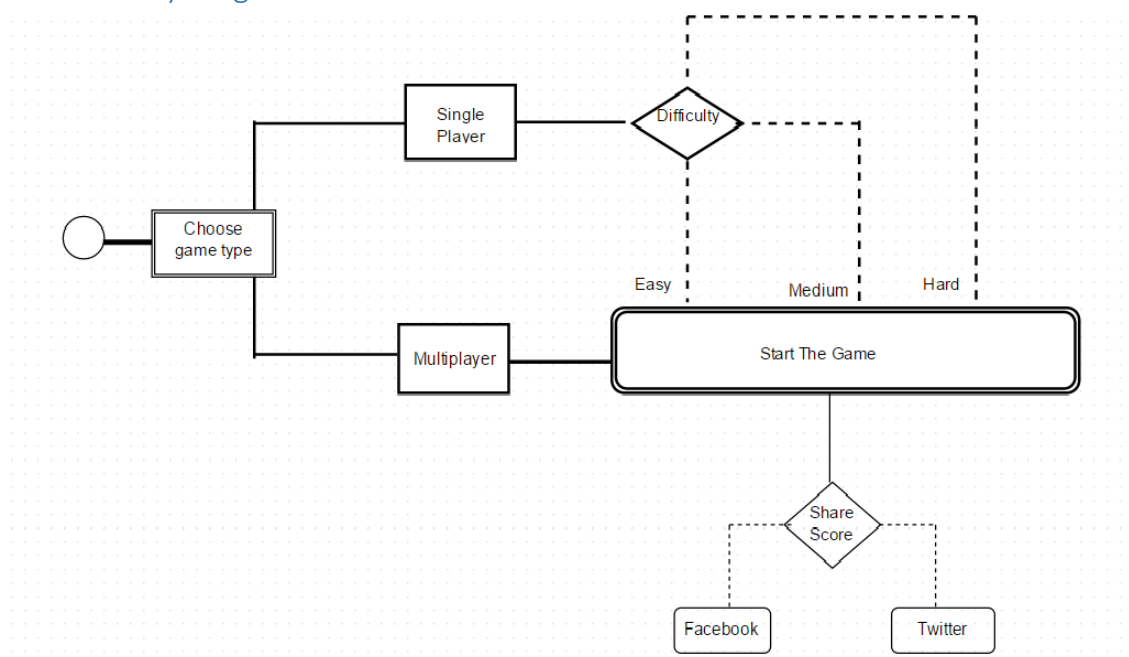 Single
Player
Difficulty
Choose
game type
Easy
Medium
Hard
Multiplayer
Start The Game
Share
Score
Facebook
Twitter